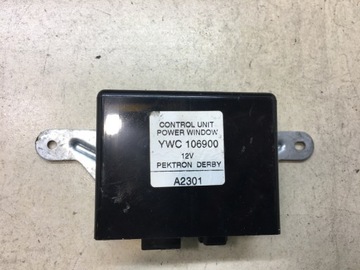 CONTROL UNIT
POWER WINDOW
YWC 106900
12V
PEKTRON DERBY
A2301